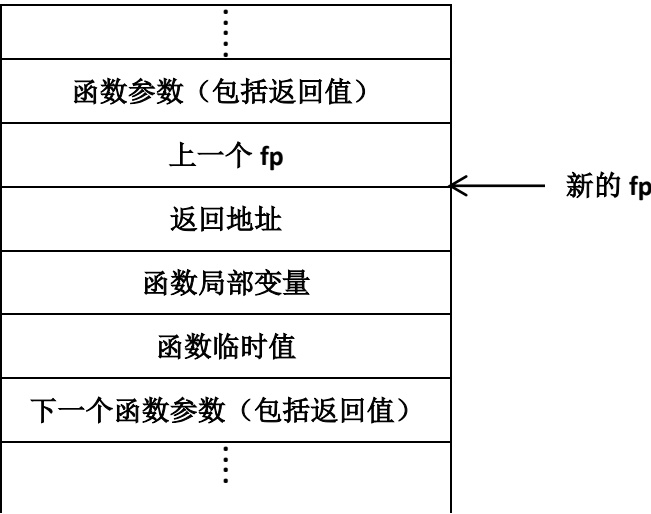 函数参数（包括返回值）
上一个 fp
新的 fp
返回地址
函数局部变量
函数临时值
下一个函数参数（包括返回值）